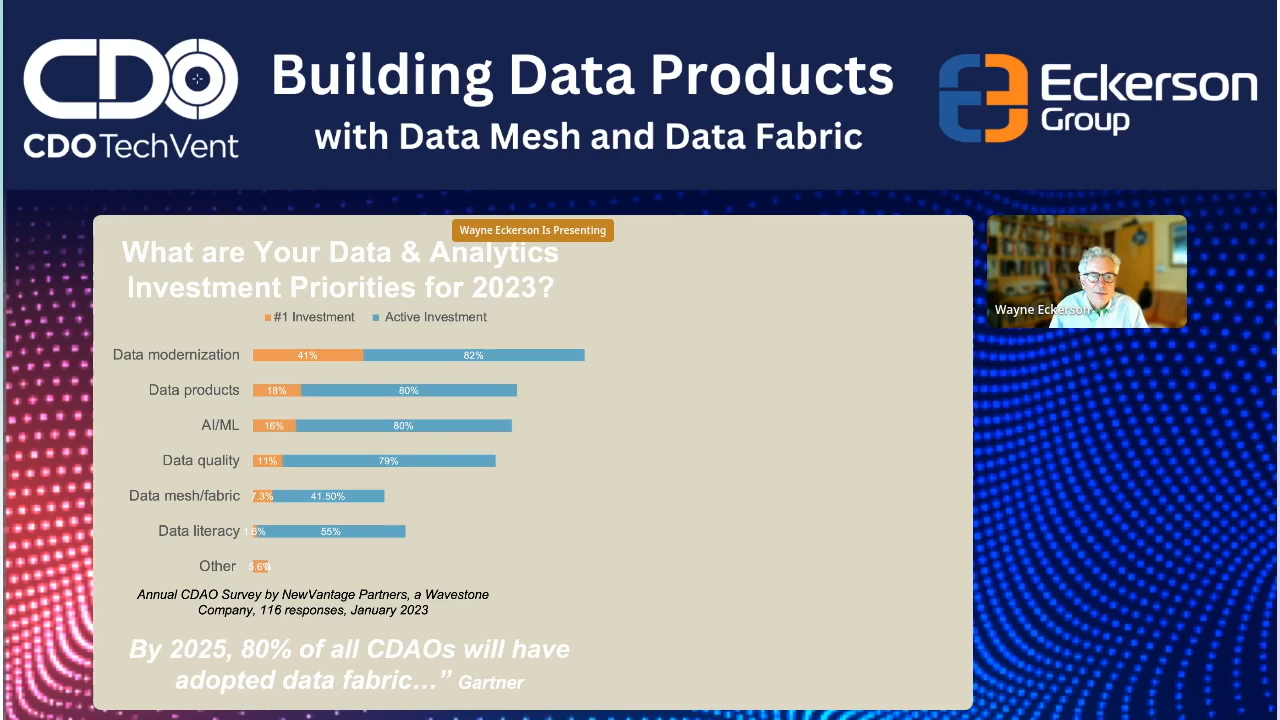 CDO
CDO TechVent
Building Data Products
with Data Mesh and Data Fabric
Eckerson
Group
Wayne Eckerson Is Presenting
What are Your Data & Analytics
Investment Priorities for 2023?
#1 Investment Active Investment
Data modernization 41% 82%
Data products 18% 80%
AI/ML 16% 80%
Data quality 11% 79%
Data mesh/fabric 7.3% 41.50%
Data literacy 55%
Other
Annual CDAO Survey by NewVantage Partners, a Wavestone
Company, 116 responses, January 2023
By 2025, 80% of all CDAOs will have
adopted data fabric…” Gartner
Wayne Eckerson